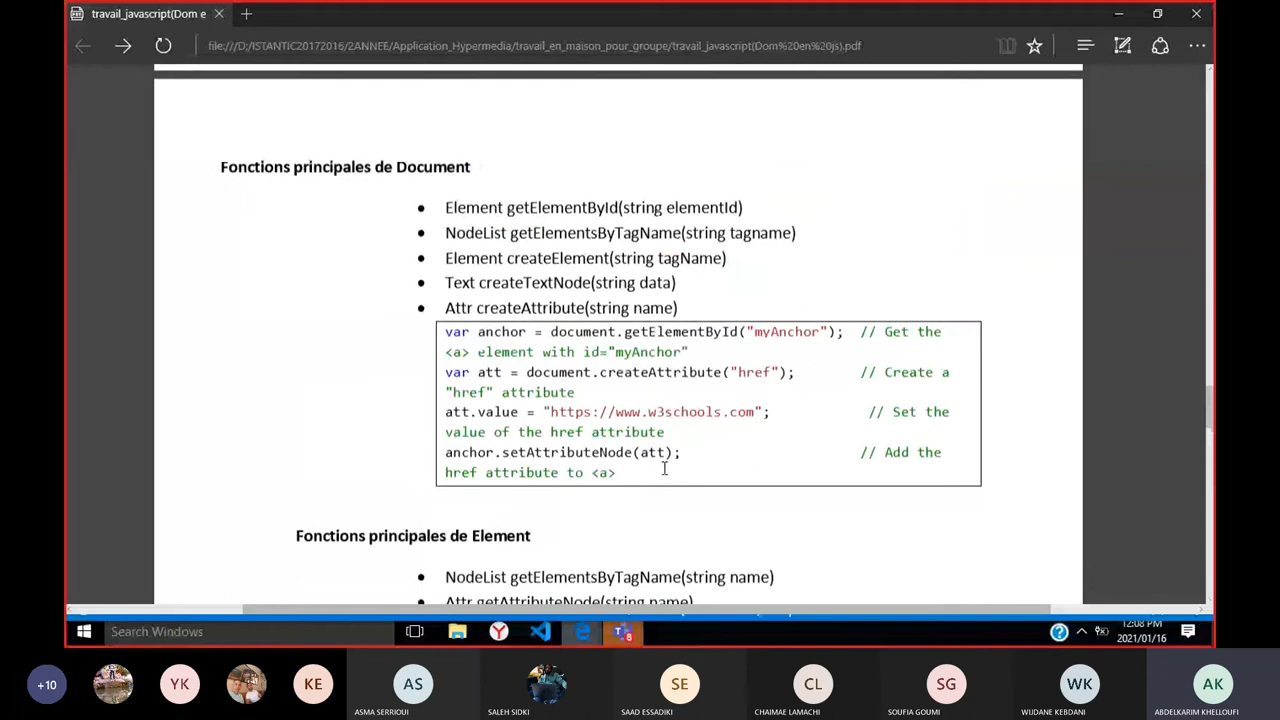 travail_javascript(Dom e
file:///D:/ISTANTIC20172016/2ANNEE/Application_Hypermedia/travail_en_maison_pour_groupe/travail_javascript(Dom%20en%20js).pdf
Fonctions principales de Document
• Element getElementById(string elementId)
• NodeList getElementsByTagName(string tagname)
• Element createElement(string tagName)
• Text createTextNode(string data)
• Attr createAttribute(string name)
var anchor = document.getElementById("myAnchor"); // Get the
<a> element with id="myAnchor"
var att = document.createAttribute("href"); // Create a
"href" attribute
att.value = "https://www.w3schools.com"; // Set the
value of the href attribute
anchor.setAttributeNode(att); // Add the
href attribute to <a>
Fonctions principales de Element
• NodeList getElementsByTagName(string name)
• Attr getAttributeNode(string name)
Search Windows
8
12:08 PM
2021/01/16
+10
YK
KE
AS
SE
CL
SG
WK
AK
ASMA SERRIOUI
SALEH SIDKI
SAAD ESSADIKI
CHAIMAE LAMACHI
SOUFIA GOUMI
WIJDANE KEBDANI
ABDELKARIM KHELLOUFI